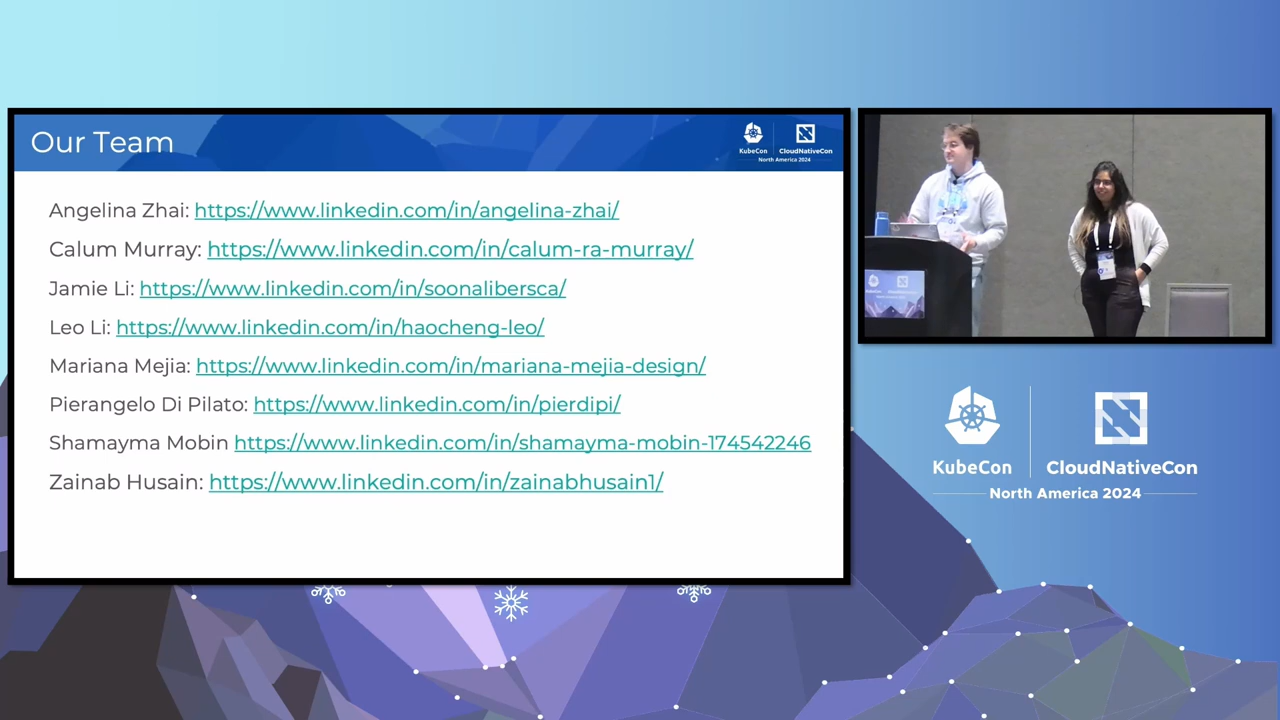 Our Team
KubeCon
CloudNativeCon
North America 2024
Angelina Zhai: https://www.linkedin.com/in/angelina-zhai/
Calum Murray: https://www.linkedin.com/in/calum-ra-murray/
Jamie Li: https://www.linkedin.com/in/soonalibersca/
Leo Li: https://www.linkedin.com/in/haocheng-leo/
Mariana Mejia: https://www.linkedin.com/in/mariana-mejia-design/
Pierangelo Di Pilato: https://www.linkedin.com/in/pierdipi/
Shamayma Mobin https://www.linkedin.com/in/shamayma-mobin-174542246
Zainab Husain: https://www.linkedin.com/in/zainabhusain1/
KubeCon
CloudNativeCon
North America 2024